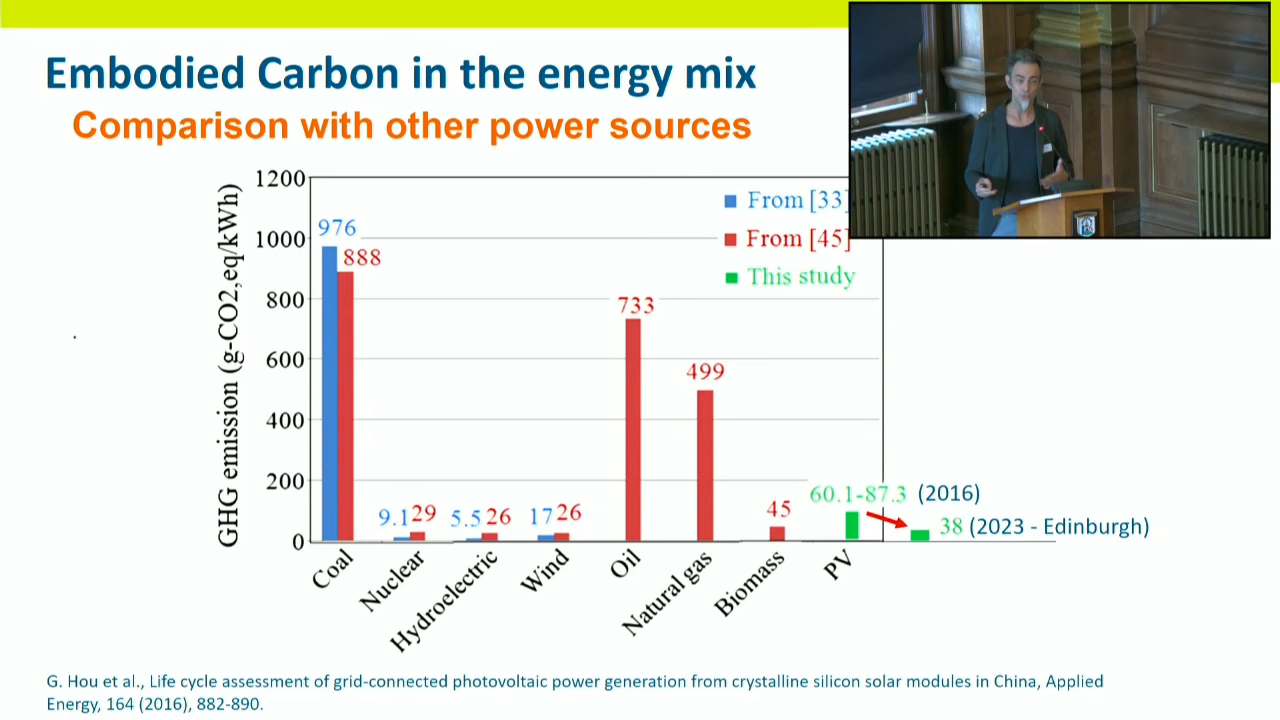 Embodied Carbon in the energy mix
Comparison with other power sources
GHG emission (g-CO2,eq/kWh)
1200
1000
800
600
400
200
0
From [33]
From [45]
This study
976
888
9.1 29
5.5 26
17 26
733
499
45
60.1-87.3 (2016)
38 (2023 - Edinburgh)
Coal
Nuclear
Hydroelectric
Wind
Oil
Natural gas
Biomass
PV
G. Hou et al., Life cycle assessment of grid-connected photovoltaic power generation from crystalline silicon solar modules in China, Applied
Energy, 164 (2016), 882-890.